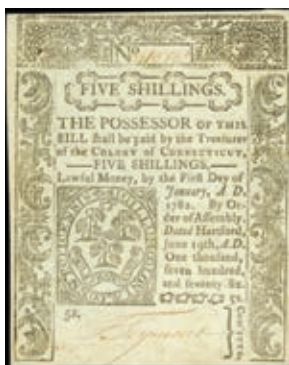 No
FIVE SHILLINGS.
THE POSSESSOR OF THIS
BILL shall be paid by the Treasurer
of the COLONY OF CONNECTICUT,
FIVE SHILLINGS,
Lawful Money, by the First Day of
January, A. D.
1782. By Or-
der of Assembly.
Dated Hartford,
June 19th, A.D.
One thousand,
seven hundred,
and seventy six.
5s.
5s.